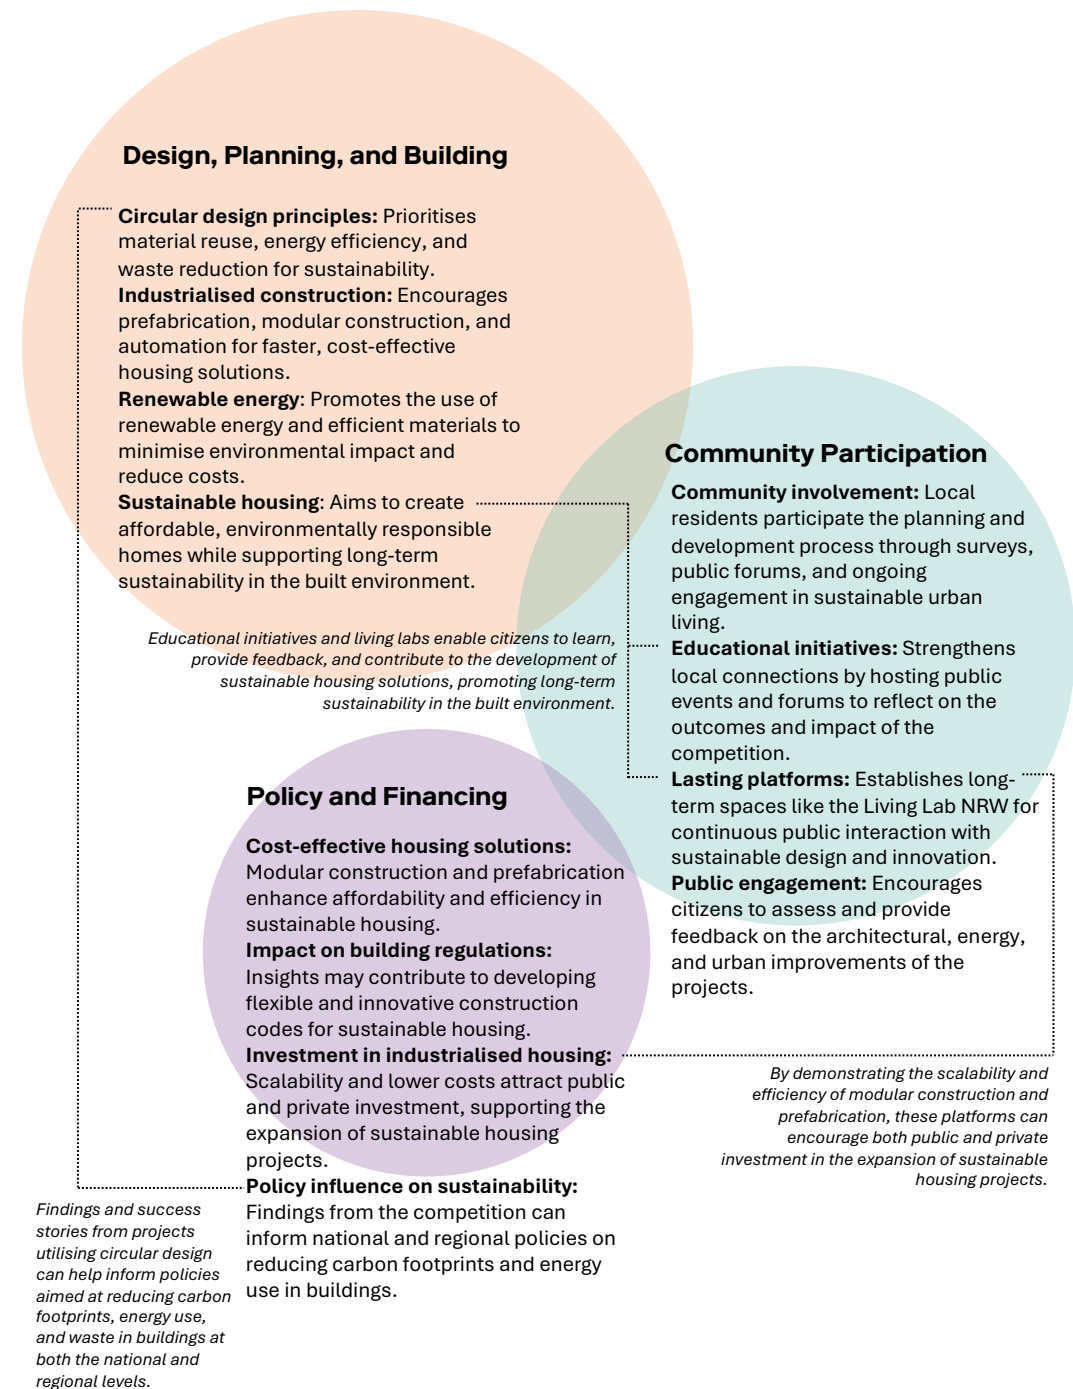 Design, Planning, and Building
Circular design principles: Prioritises
material reuse, energy efficiency, and
waste reduction for sustainability.
Industrialised construction: Encourages
prefabrication, modular construction, and
automation for faster, cost-effective
housing solutions.
Renewable energy: Promotes the use of
renewable energy and efficient materials to
minimise environmental impact and
reduce costs.
Sustainable housing: Aims to create
affordable, environmentally responsible
homes while supporting long-term
sustainability in the built environment.
Educational initiatives and living labs enable citizens to learn,
provide feedback, and contribute to the development of
sustainable housing solutions, promoting long-term
sustainability in the built environment.
Community Participation
Community involvement: Local
residents participate the planning and
development process through surveys,
public forums, and ongoing
engagement in sustainable urban
living.
Educational initiatives: Strengthens
local connections by hosting public
events and forums to reflect on the
outcomes and impact of the
competition.
Lasting platforms: Establishes long-
term spaces like the Living Lab NRW for
continuous public interaction with
sustainable design and innovation.
Public engagement: Encourages
citizens to assess and provide
feedback on the architectural, energy,
and urban improvements of the
projects.
Policy and Financing
Cost-effective housing solutions:
Modular construction and prefabrication
enhance affordability and efficiency in
sustainable housing.
Impact on building regulations:
Insights may contribute to developing
flexible and innovative construction
codes for sustainable housing.
Investment in industrialised housing:
Scalability and lower costs attract public
and private investment, supporting the
expansion of sustainable housing
projects.
Policy influence on sustainability:
Findings from the competition can
inform national and regional policies on
reducing carbon footprints and energy
use in buildings.
By demonstrating the scalability and
efficiency of modular construction and
prefabrication, these platforms can
encourage both public and private
investment in the expansion of sustainable
housing projects.
Findings and success
stories from projects
utilising circular design
can help inform policies
aimed at reducing carbon
footprints, energy use,
and waste in buildings at
both the national and
regional levels.